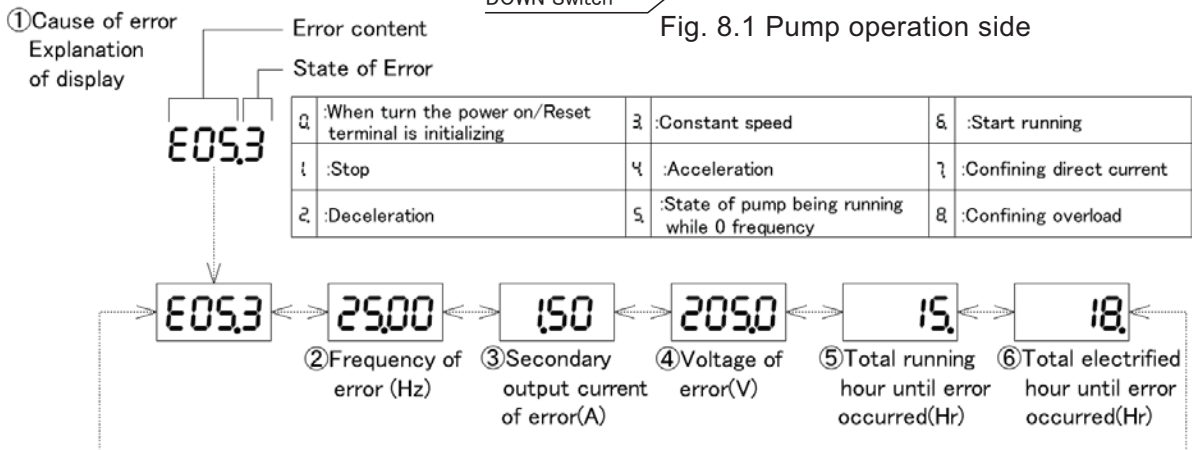 DOWN Switch
Fig. 8.1 Pump operation side
①Cause of error
Explanation
of display
Error content
State of Error
E05.3
0. :When turn the power on/Reset
terminal is initializing
3. :Constant speed
6. :Start running
1. :Stop
4. :Acceleration
7. :Confining direct current
2. :Deceleration
5. :State of pump being running
while 0 frequency
8. :Confining overload
E05.3
25.00
1.50
205.0
15.
18.
②Frequency of
error (Hz)
③Secondary
output current
of error(A)
④Voltage of
error(V)
⑤Total running
hour until error
occurred(Hr)
⑥Total electrified
hour until error
occurred(Hr)